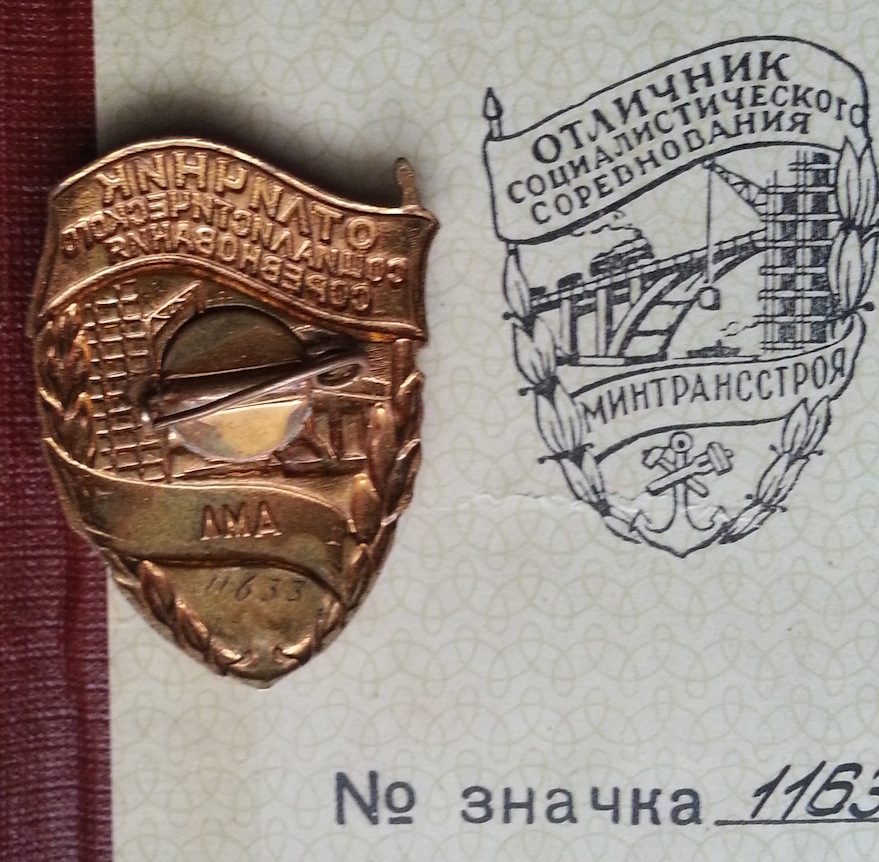 ОТЛИЧНИК
СОЦИАЛИСТИЧЕСКОГО
СОРЕВНОВАНИЯ
ЛМД
11633
ОТЛИЧНИК
СОЦИАЛИСТИЧЕСКОГО
СОРЕВНОВАНИЯ
МИНТРАНССТРОЯ
№ значка 1163